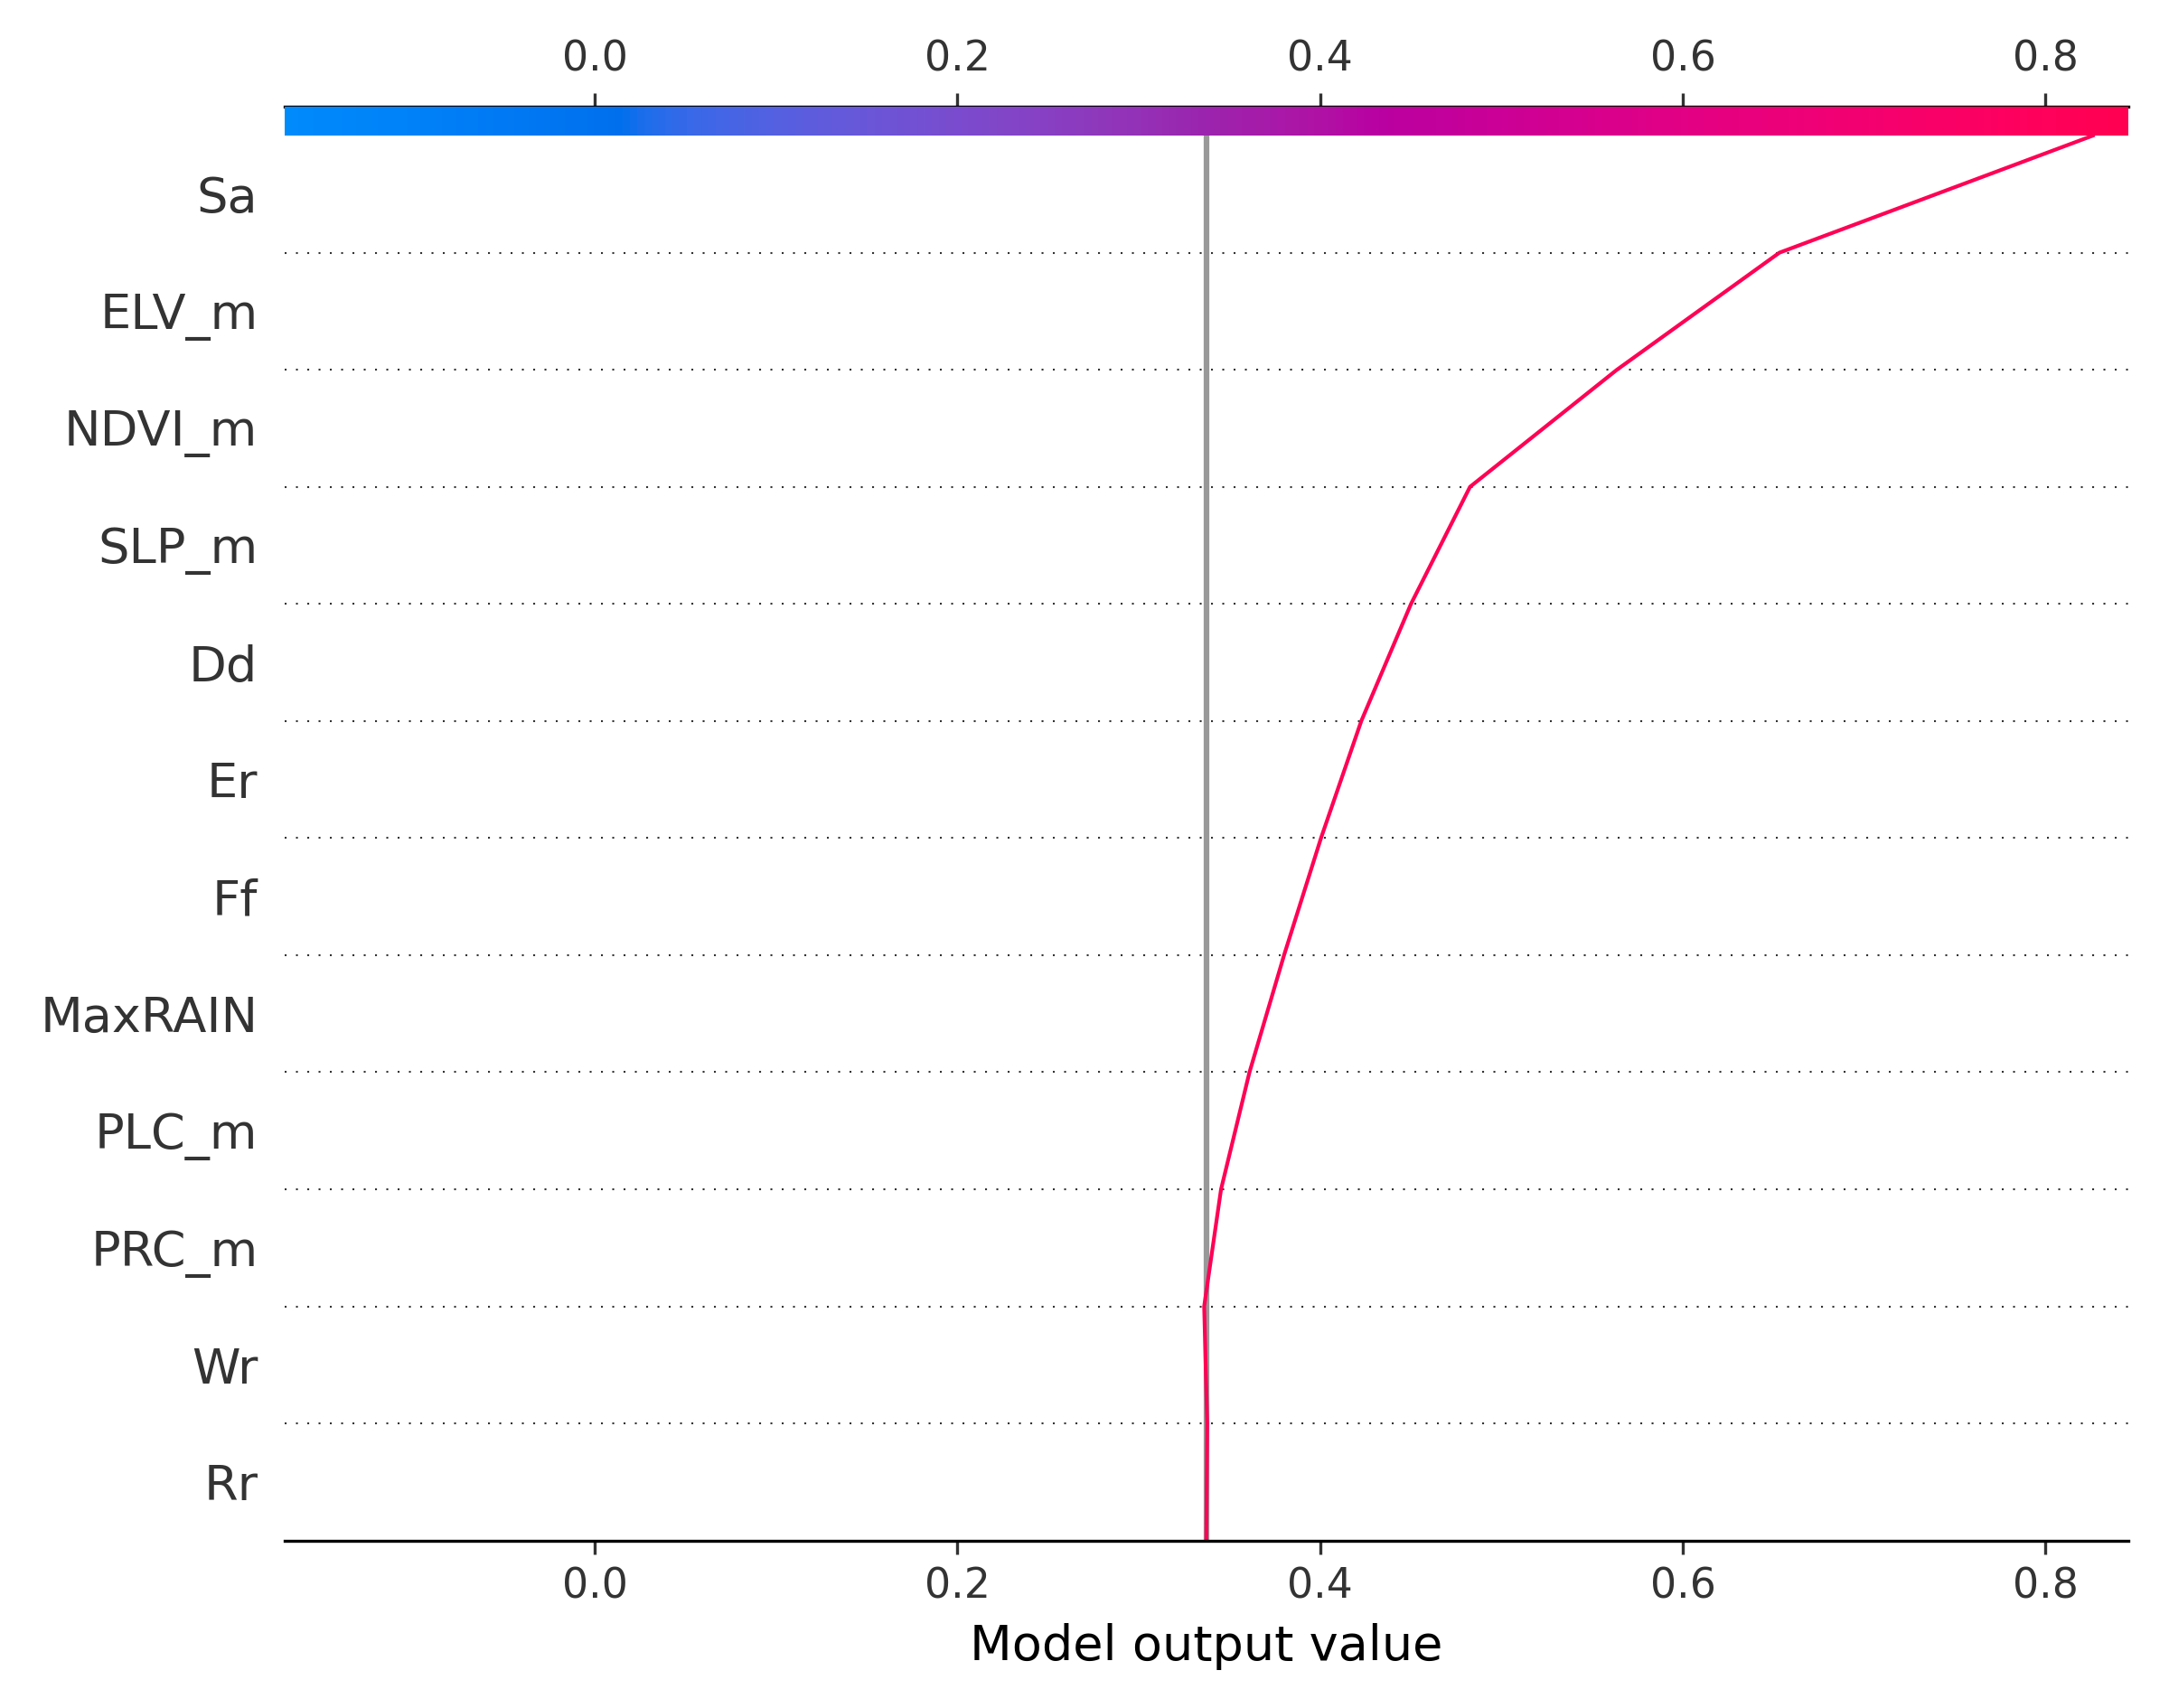 0.0 0.2 0.4 0.6 0.8
Sa
ELV_m
NDVI_m
SLP_m
Dd
Er
Ff
MaxRAIN
PLC_m
PRC_m
Wr
Rr
0.0 0.2 0.4 0.6 0.8
Model output value